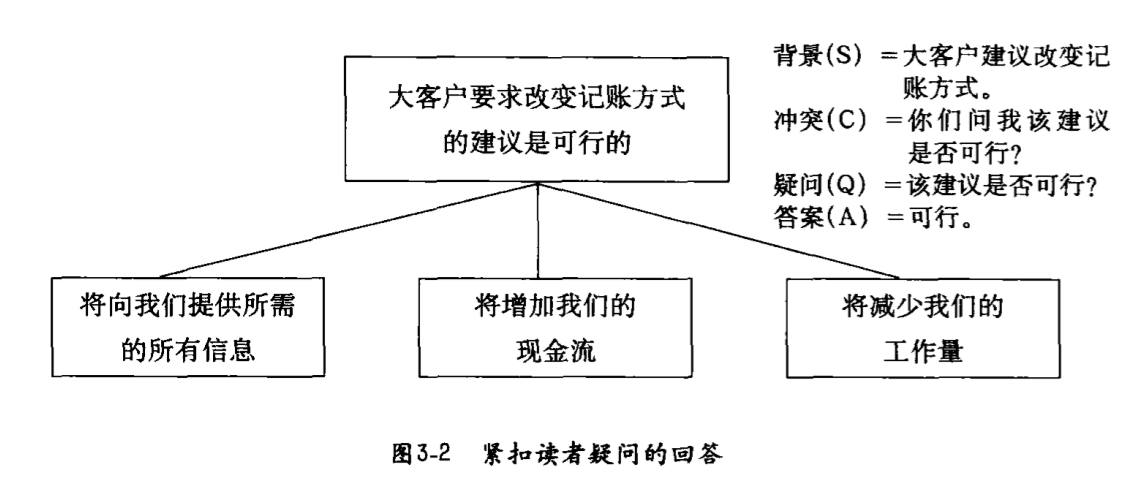 大客户要求改变记账方式
的建议是可行的
背景(S) =大客户建议改变记
账方式。
冲突(C) =你们问我该建议
是否可行?
疑问(Q) =该建议是否可行?
答案(A) =可行。
将向我们提供所需
的所有信息
将增加我们的
现金流
将减少我们的
工作量
图3-2 紧扣读者疑问的回答